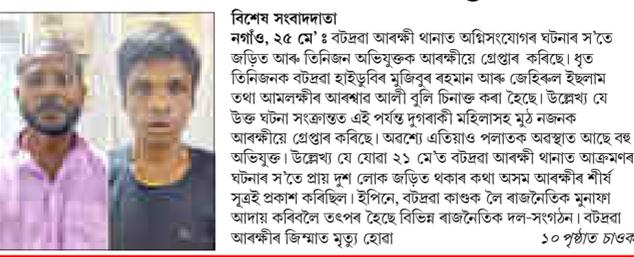 বিশেষ সংবাদদাতা
নগাঁও, ২৫ মে' ঃ বটদ্ৰৱা আৰক্ষী থানাত অগ্নিসংযোগৰ ঘটনাৰ স'তে
জড়িত আৰু তিনিজন অভিযুক্তক আৰক্ষীয়ে গ্ৰেপ্তাৰ কৰিছে। ধৃত
তিনিজনক বটদ্ৰৱা হাইডুবিৰ মুজিবুৰ ৰহমান আৰু জেহিৰুল ইছলাম
তথা আমলক্ষীৰ আৰশ্বাৱ আলী বুলি চিনাক্ত কৰা হৈছে। উল্লেখ্য যে
উক্ত ঘটনা সংক্ৰান্তত এই পৰ্যন্ত দুগৰাকী মহিলাসহ মুঠ নজনক
আৰক্ষীয়ে গ্ৰেপ্তাৰ কৰিছে। অৱশ্যে এতিয়াও পলাতক অৱস্থাত আছে বহু
অভিযুক্ত। উল্লেখ্য যে যোৱা ২১ মে'ত বটদ্ৰৱা আৰক্ষী থানাত আক্ৰমণৰ
ঘটনাৰ স'তে প্ৰায় দুশ লোক জড়িত থকাৰ কথা অসম আৰক্ষীৰ শীৰ্ষ
সূত্ৰই প্ৰকাশ কৰিছিল। ইপিনে, বটদ্ৰৱা কাণ্ডক লৈ ৰাজনৈতিক মুনাফা
আদায় কৰিবলৈ তৎপৰ হৈছে বিভিন্ন ৰাজনৈতিক দল-সংগঠন। বটদ্ৰৱা
আৰক্ষীৰ জিম্মাত মৃত্যু হোৱা ১০ পৃষ্ঠাত চাওক